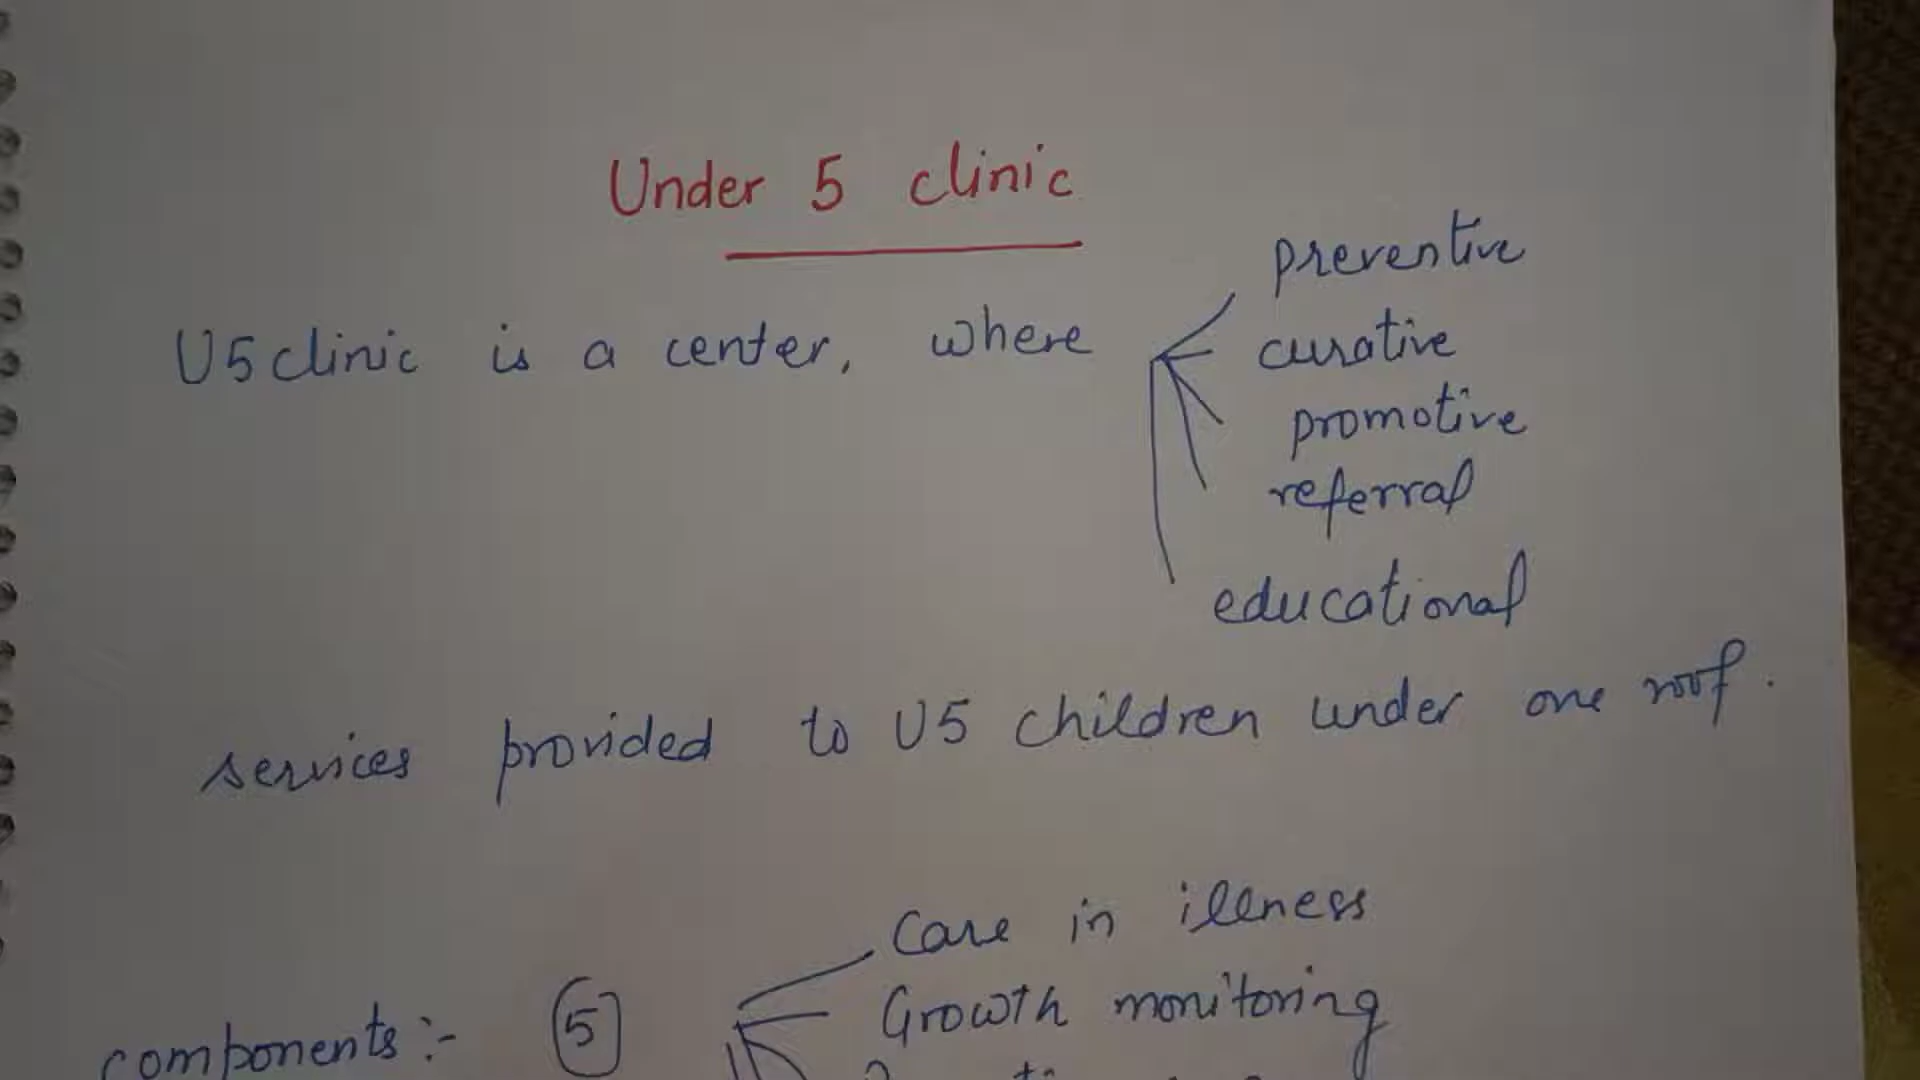 Under 5 clinic
preventive
U5 clinic is a center, where curative
promotive
referral
educational
services provided to U5 children under one roof.
Care in illness
Growth monitoring
components :- 5